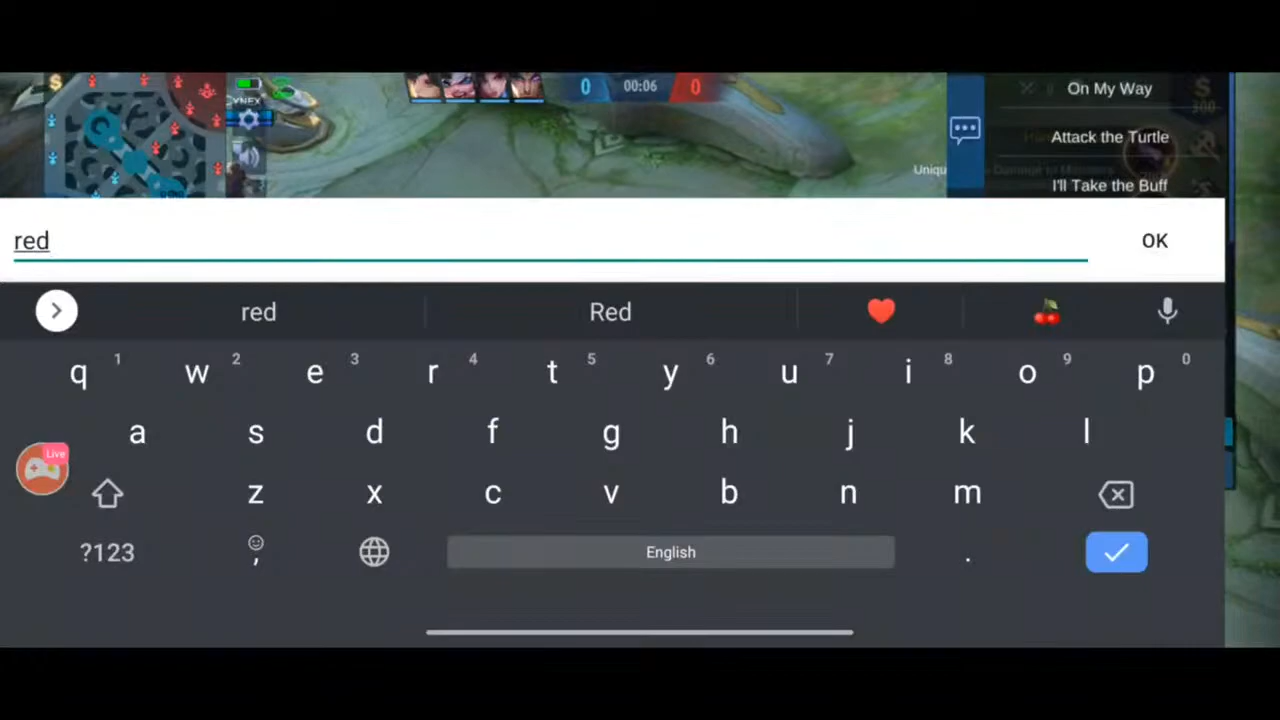 0 00:06 0
On My Way
Attack the Turtle
I'll Take the Buff
red
OK
red Red
q 1 w 2 e 3 r 4 t 5 y 6 u 7 i 8 o 9 p 0
a s d f g h j k l
Live
z x c v b n m
?123 , English .